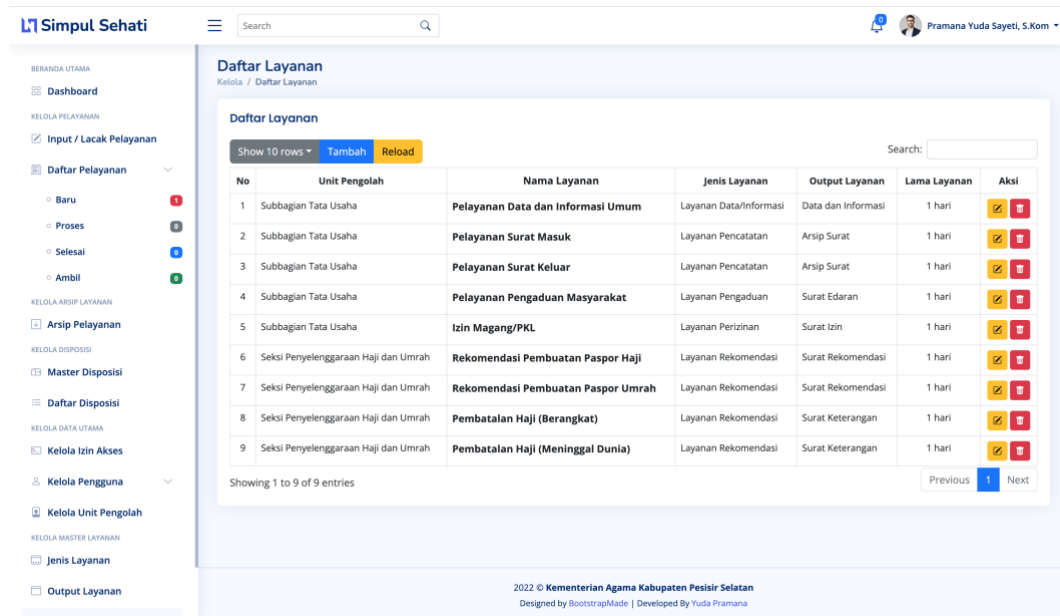 Simpul Sehati
Search
0
Pramana Yuda Sayeti, S.Kom
BERANDA UTAMA
Dashboard
KELOLA PELAYANAN
Input / Lacak Pelayanan
Daftar Pelayanan
Baru 1
Proses 0
Selesai 0
Ambil 0
KELOLA ARSIP LAYANAN
Arsip Pelayanan
KELOLA DISPOSISI
Master Disposisi
Daftar Disposisi
KELOLA DATA UTAMA
Kelola Izin Akses
Kelola Pengguna
Kelola Unit Pengolah
KELOLA MASTER LAYANAN
Jenis Layanan
Output Layanan
Daftar Layanan
Kelola / Daftar Layanan
Daftar Layanan
Show 10 rows Tambah Reload Search:
No Unit Pengolah Nama Layanan Jenis Layanan Output Layanan Lama Layanan Aksi
1 Subbagian Tata Usaha Pelayanan Data dan Informasi Umum Layanan Data/Informasi Data dan Informasi 1 hari
2 Subbagian Tata Usaha Pelayanan Surat Masuk Layanan Pencatatan Arsip Surat 1 hari
3 Subbagian Tata Usaha Pelayanan Surat Keluar Layanan Pencatatan Arsip Surat 1 hari
4 Subbagian Tata Usaha Pelayanan Pengaduan Masyarakat Layanan Pengaduan Surat Edaran 1 hari
5 Subbagian Tata Usaha Izin Magang/PKL Layanan Perizinan Surat Izin 1 hari
6 Seksi Penyelenggaraan Haji dan Umrah Rekomendasi Pembuatan Paspor Haji Layanan Rekomendasi Surat Rekomendasi 1 hari
7 Seksi Penyelenggaraan Haji dan Umrah Rekomendasi Pembuatan Paspor Umrah Layanan Rekomendasi Surat Rekomendasi 1 hari
8 Seksi Penyelenggaraan Haji dan Umrah Pembatalan Haji (Berangkat) Layanan Rekomendasi Surat Keterangan 1 hari
9 Seksi Penyelenggaraan Haji dan Umrah Pembatalan Haji (Meninggal Dunia) Layanan Rekomendasi Surat Keterangan 1 hari
Showing 1 to 9 of 9 entries Previous 1 Next
2022 © Kementerian Agama Kabupaten Pesisir Selatan
Designed by BootstrapMade | Developed By Yuda Pramana